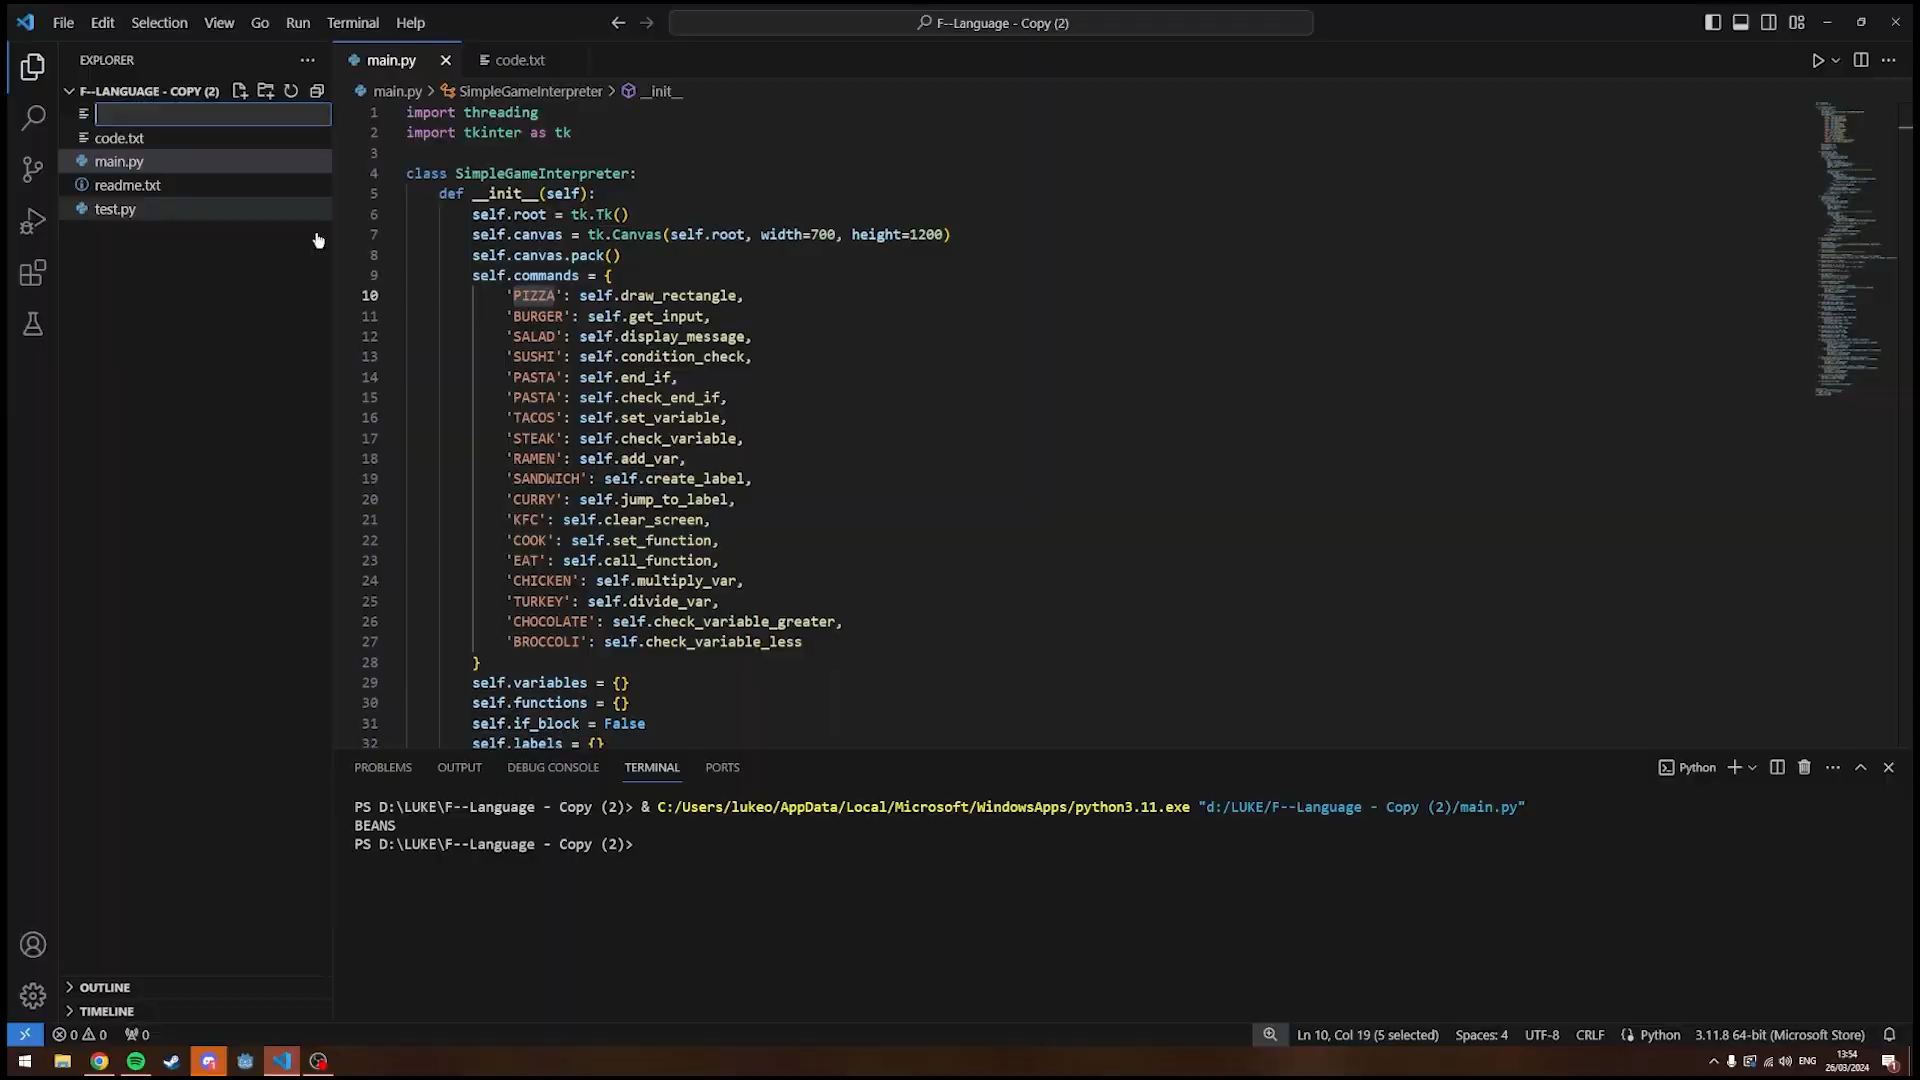 File Edit Selection View Go Run Terminal Help
F--Language - Copy (2)
EXPLORER
F--LANGUAGE - COPY (2)
code.txt
main.py
readme.txt
test.py
OUTLINE
TIMELINE
main.py code.txt
main.py > SimpleGameInterpreter > __init__
1 import threading
2 import tkinter as tk
3
4 class SimpleGameInterpreter:
5 def __init__(self):
6 self.root = tk.Tk()
7 self.canvas = tk.Canvas(self.root, width=700, height=1200)
8 self.canvas.pack()
9 self.commands = {
10 'PIZZA': self.draw_rectangle,
11 'BURGER': self.get_input,
12 'SALAD': self.display_message,
13 'SUSHI': self.condition_check,
14 'PASTA': self.end_if,
15 'PASTA': self.check_end_if,
16 'TACOS': self.set_variable,
17 'STEAK': self.check_variable,
18 'RAMEN': self.add_var,
19 'SANDWICH': self.create_label,
20 'CURRY': self.jump_to_label,
21 'KFC': self.clear_screen,
22 'COOK': self.set_function,
23 'EAT': self.call_function,
24 'CHICKEN': self.multiply_var,
25 'TURKEY': self.divide_var,
26 'CHOCOLATE': self.check_variable_greater,
27 'BROCCOLI': self.check_variable_less
28 }
29 self.variables = {}
30 self.functions = {}
31 self.if_block = False
32 self.labels = {}
PROBLEMS OUTPUT DEBUG CONSOLE TERMINAL PORTS
Python
PS D:\LUKE\F--Language - Copy (2)> & C:/Users/lukeo/AppData/Local/Microsoft/WindowsApps/python3.11.exe "d:/LUKE/F--Language - Copy (2)/main.py"
BEANS
PS D:\LUKE\F--Language - Copy (2)>
0 0 0
Ln 10, Col 19 (5 selected) Spaces: 4 UTF-8 CRLF Python 3.11.8 64-bit (Microsoft Store)
ENG
13:54
26/03/2024